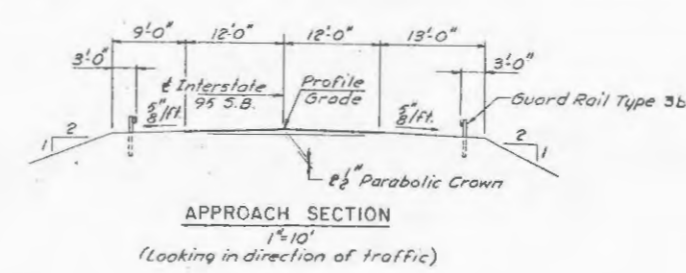 9'-0" 12'-0" 12'-0" 13'-0"
3'-0" 3'-0"
℄ Interstate
95 S.B.
Profile
Grade
5"
8/ft.
5"
8/ft.
Guard Rail Type 3b
2
1
2
1
2½" Parabolic Crown
APPROACH SECTION
1"=10'
(Looking in direction of traffic)